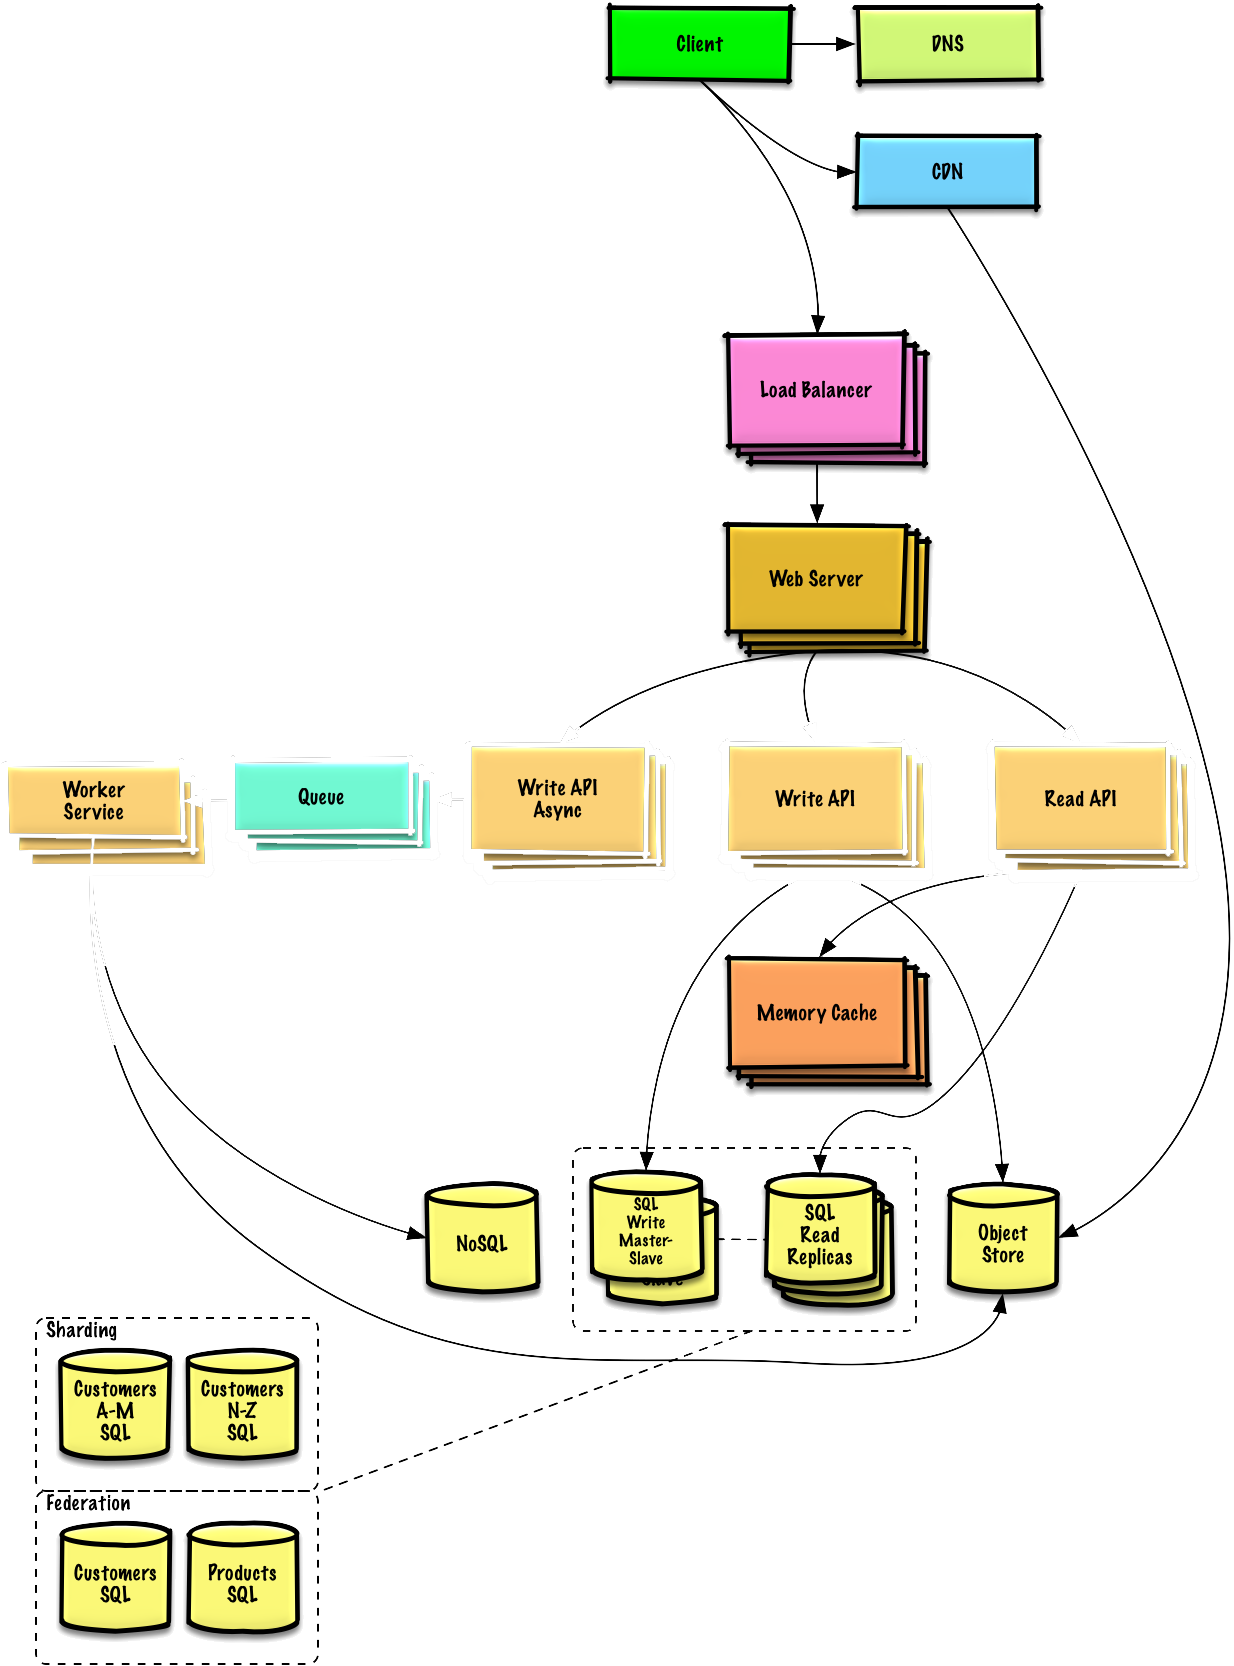 Client
DNS
CDN
Load Balancer
Web Server
Worker
Service
Queue
Write API
Async
Write API
Read API
Memory Cache
NoSQL
SQL
Write
Master-
Slave
Slave
SQL
Read
Replicas
Object
Store
Sharding
Customers
A-M
SQL
Customers
N-Z
SQL
Federation
Customers
SQL
Products
SQL